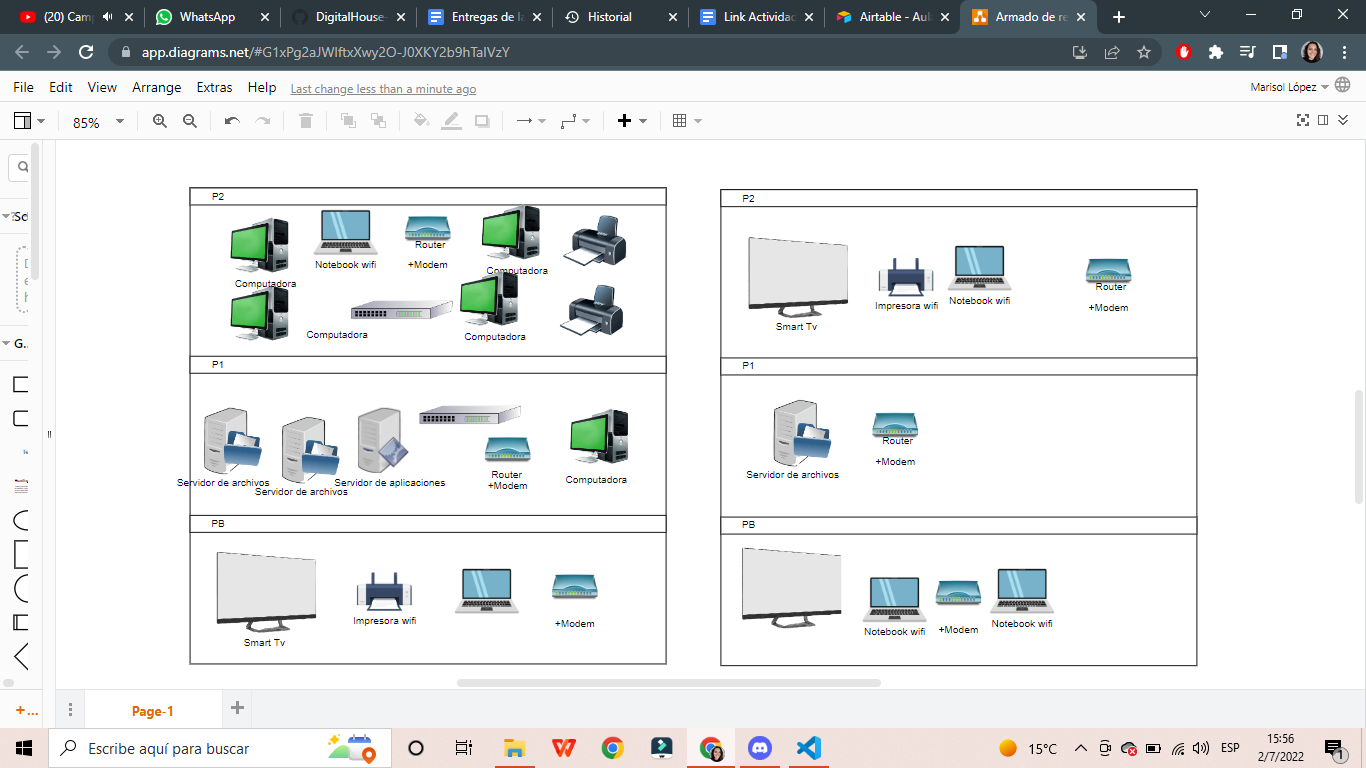 (20) Camp
WhatsApp
DigitalHouse-
Entregas de la
Historial
Link Actividad
Airtable - Aul
Armado de re
app.diagrams.net/#G1xPg2aJWIftxXwy2O-J0XKY2b9hTaIVzY
File Edit View Arrange Extras Help Last change less than a minute ago
Marisol López
85%
Sc
G..
P2
Notebook wifi
Router
+Modem
Computadora
Computadora
Computadora
Computadora
P1
Servidor de archivos
Servidor de archivos
Servidor de aplicaciones
Router
+Modem
Computadora
PB
Smart Tv
Impresora wifi
+Modem
P2
Smart Tv
Impresora wifi
Notebook wifi
Router
+Modem
P1
Servidor de archivos
Router
+Modem
PB
Notebook wifi
+Modem
Notebook wifi
Page-1
Escribe aquí para buscar
15°C
ESP
15:56
2/7/2022
1